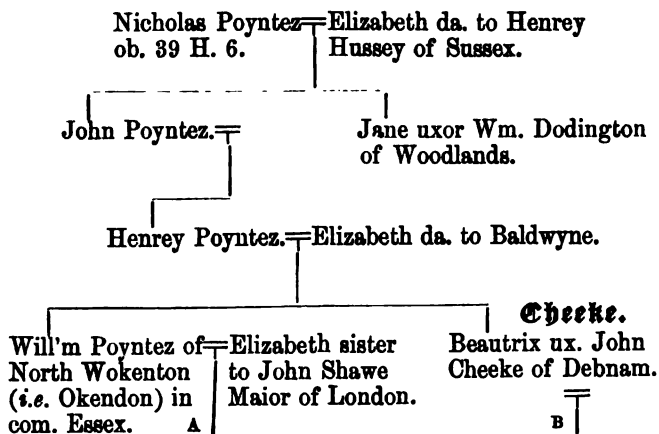 Nicholas Poyntez
ob. 39 H. 6.
Elizabeth da. to Henrey
Hussey of Sussex.
John Poyntez.
Jane uxor Wm. Dodington
of Woodlands.
Henrey Poyntez.
Elizabeth da. to Baldwyne.
Will'm Poyntez of
North Wokenton
(i.e. Okendon) in
com. Essex.
A
Elizabeth sister
to John Shawe
Maior of London.
Cheeke.
Beautrix ux. John
Cheeke of Debnam.
B